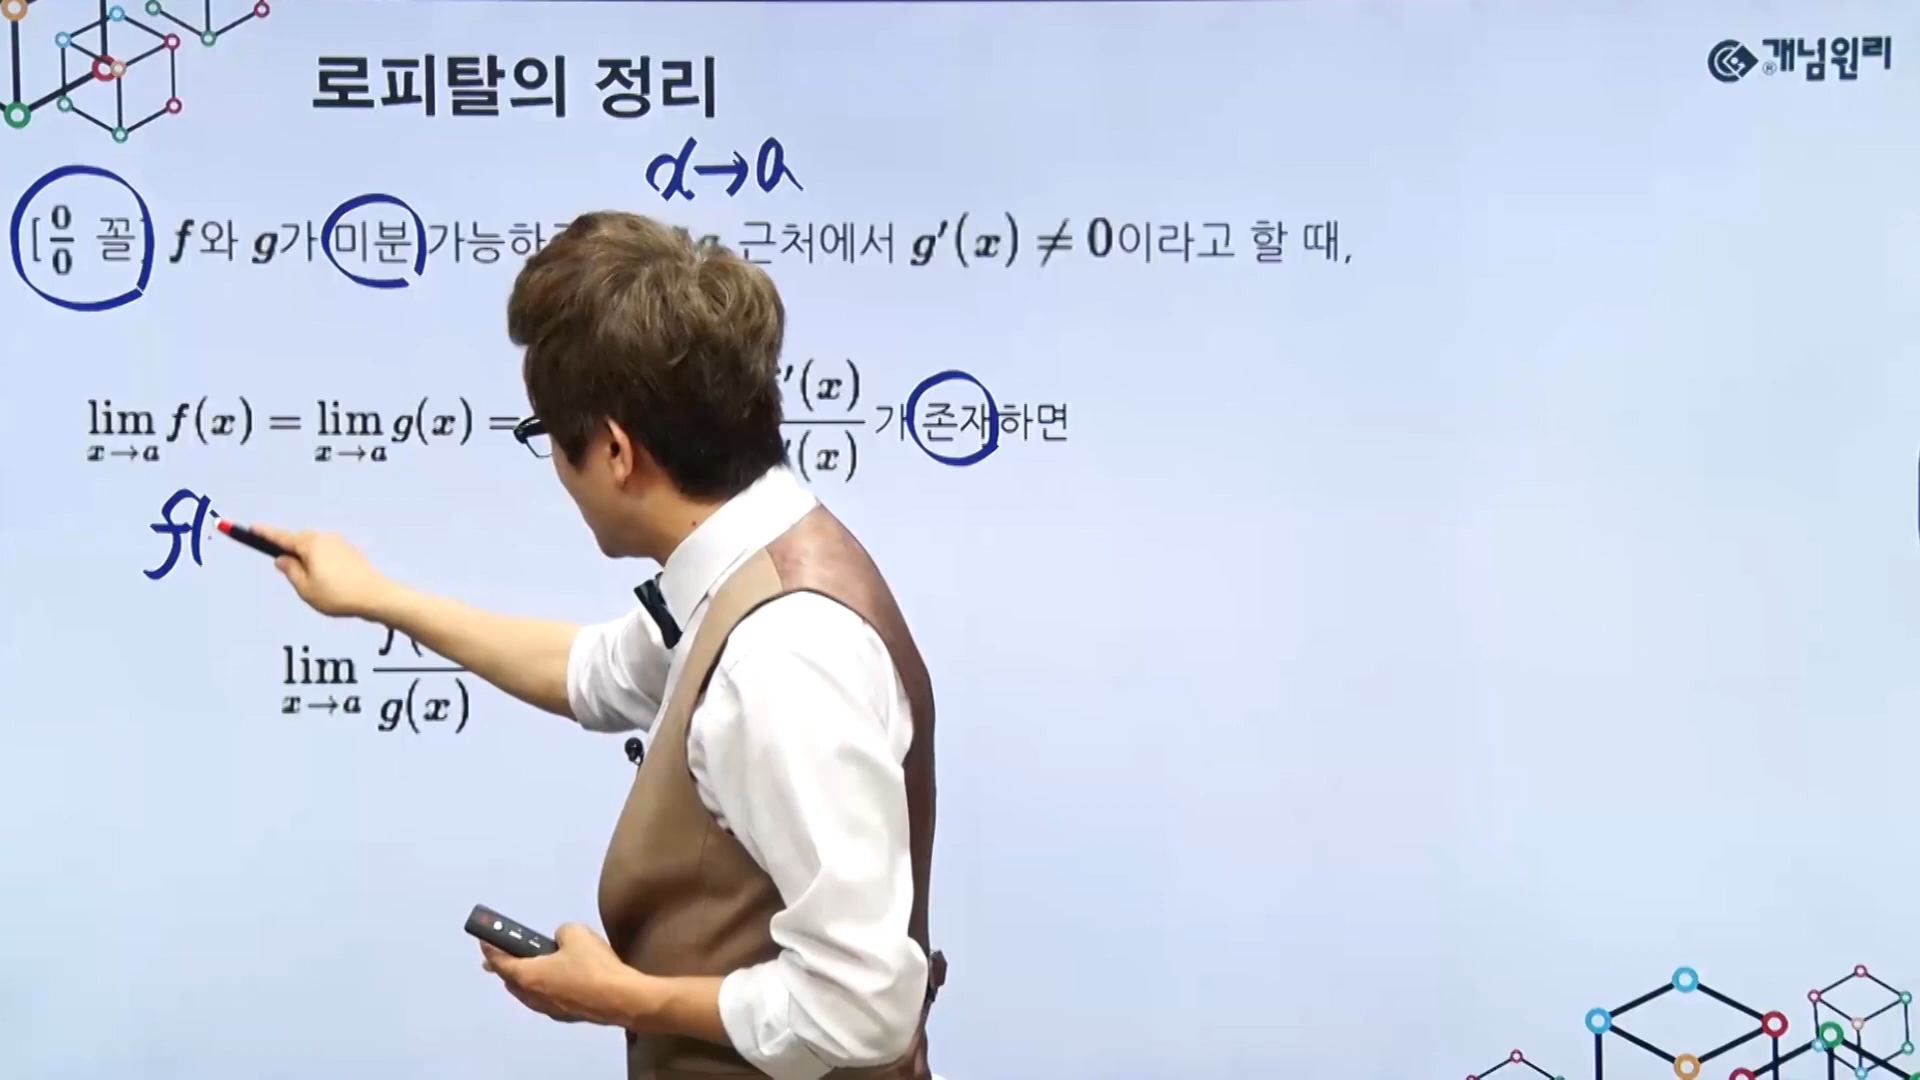 개념원리
로피탈의 정리
x→a
[0/0 꼴] f와 g가 미분 가능하 근처에서 g′(x) ≠ 0이라고 할 때,
lim x→a f(x) = lim x→a g(x) = ′(x) / ′(x) 가 존재하면
f(
lim x→a f( / g(x)